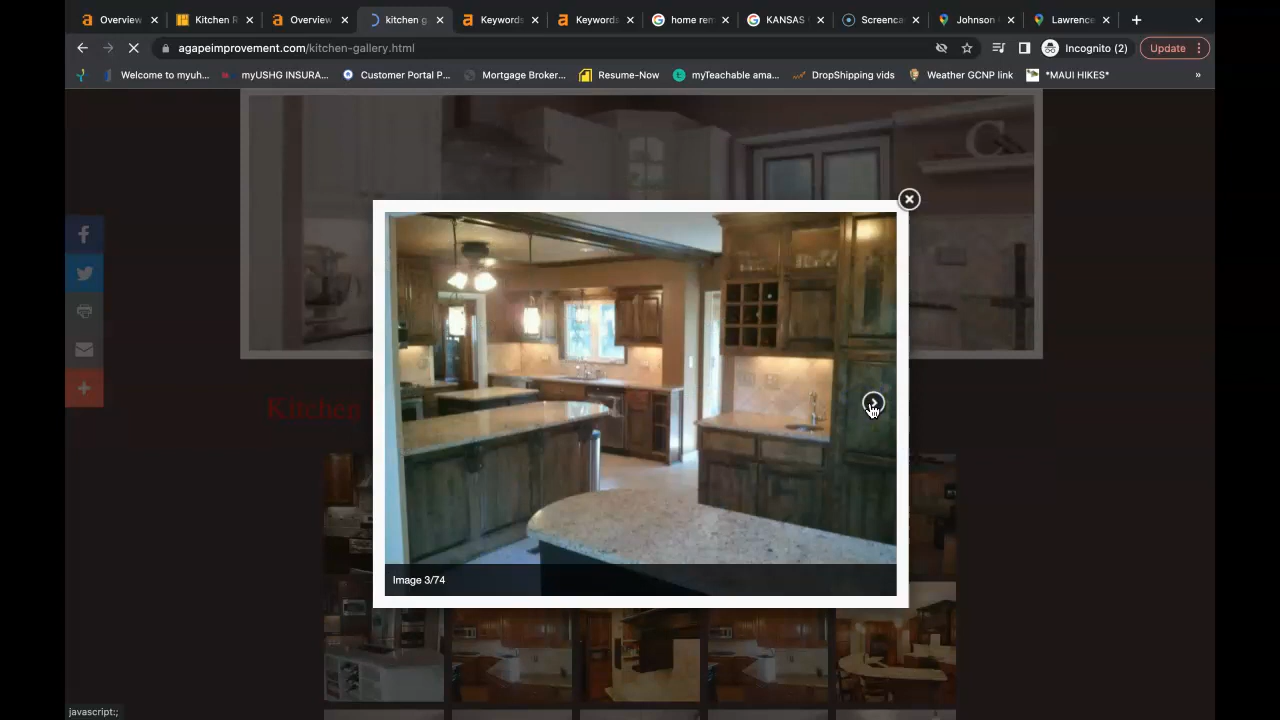 Overview
Kitchen R
Overview
kitchen g
Keywords
Keywords
home ren
KANSAS
Screenca
Johnson
Lawrence
agapeimprovement.com/kitchen-gallery.html
Incognito (2)
Update
Welcome to myuh...
myUSHG INSURA...
Customer Portal P...
Mortgage Broker...
Resume-Now
myTeachable ama...
DropShipping vids
Weather GCNP link
*MAUI HIKES*
»
C
Kitchen
Image 3/74
javascript:;